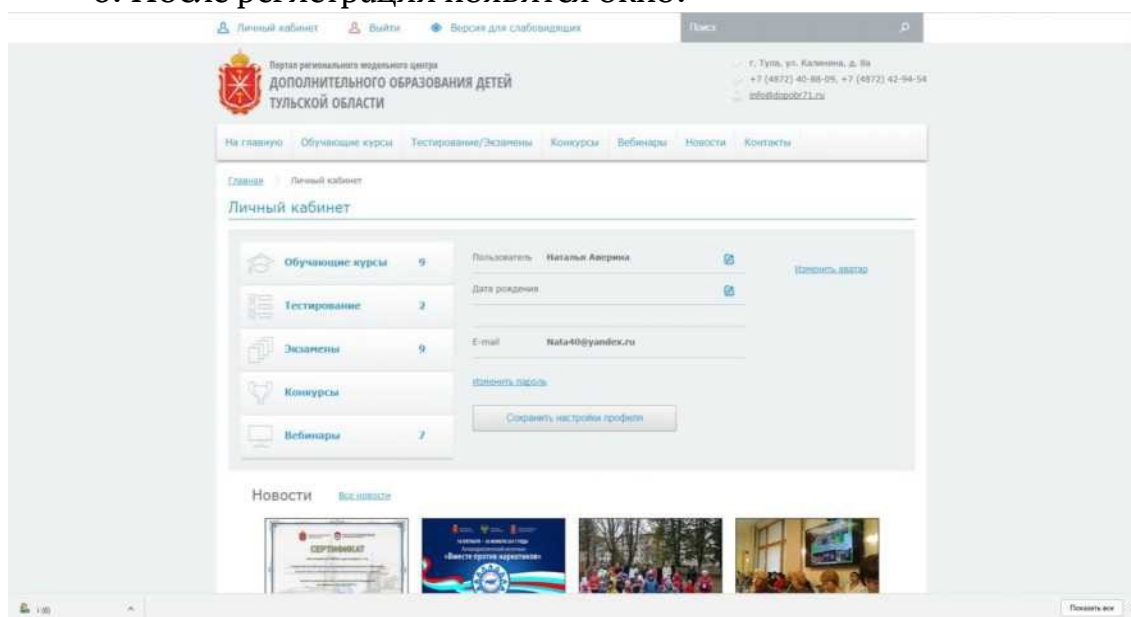 6. После регистрации появятся окно:
Личный кабинет Выйти Версия для слабовидящих Поиск
Портал регионального модельного центра
ДОПОЛНИТЕЛЬНОГО ОБРАЗОВАНИЯ ДЕТЕЙ
ТУЛЬСКОЙ ОБЛАСТИ
г. Тула, ул. Калинина, д. 8а
+7 (4872) 40-88-09, +7 (4872) 42-94-54
info@dopobr71.ru
На главную Обучающие курсы Тестирование/Экзамены Конкурсы Вебинары Новости Контакты
Главная Личный кабинет
Личный кабинет
Обучающие курсы 9
Тестирование 2
Экзамены 9
Конкурсы
Вебинары 7
Пользователь Наталья Аверина
Дата рождения
E-mail Nata40@yandex.ru
Изменить пароль
Сохранить настройки профиля
Изменить аватар
Новости Все новости
СЕРТИФИКАТ
«Вместе против наркотиков»
Показать все